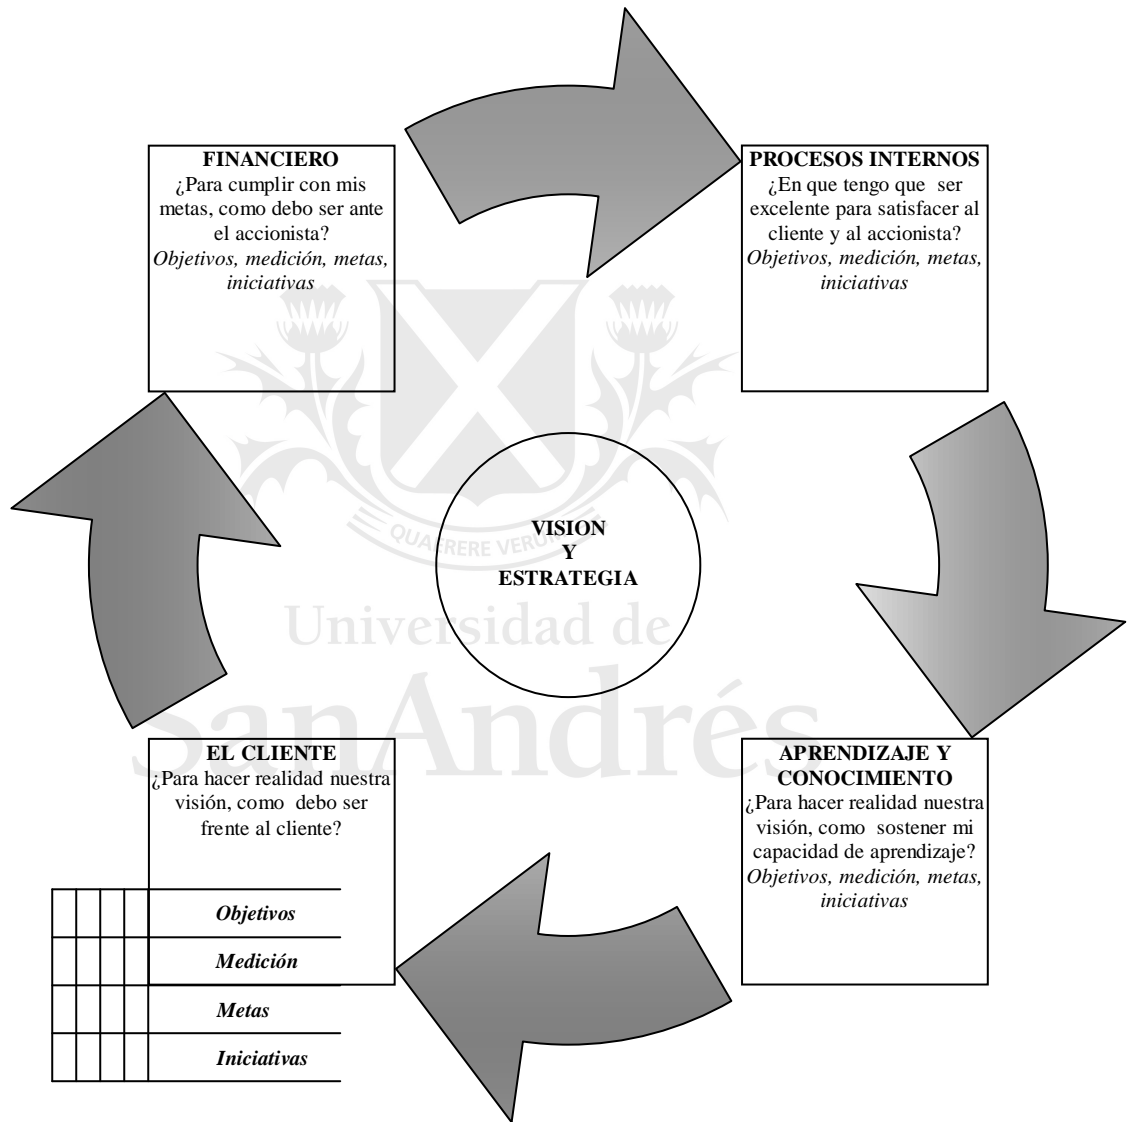 FINANCIERO
¿Para cumplir con mis
metas, como debo ser ante
el accionista?
Objetivos, medición, metas,
iniciativas
PROCESOS INTERNOS
¿En que tengo que ser
excelente para satisfacer al
cliente y al accionista?
Objetivos, medición, metas,
iniciativas
VISION
Y
ESTRATEGIA
QUAERERE VERUM
Universidad de
SanAndrés
EL CLIENTE
¿Para hacer realidad nuestra
visión, como debo ser
frente al cliente?
Objetivos
Medición
Metas
Iniciativas
APRENDIZAJE Y
CONOCIMIENTO
¿Para hacer realidad nuestra
visión, como sostener mi
capacidad de aprendizaje?
Objetivos, medición, metas,
iniciativas